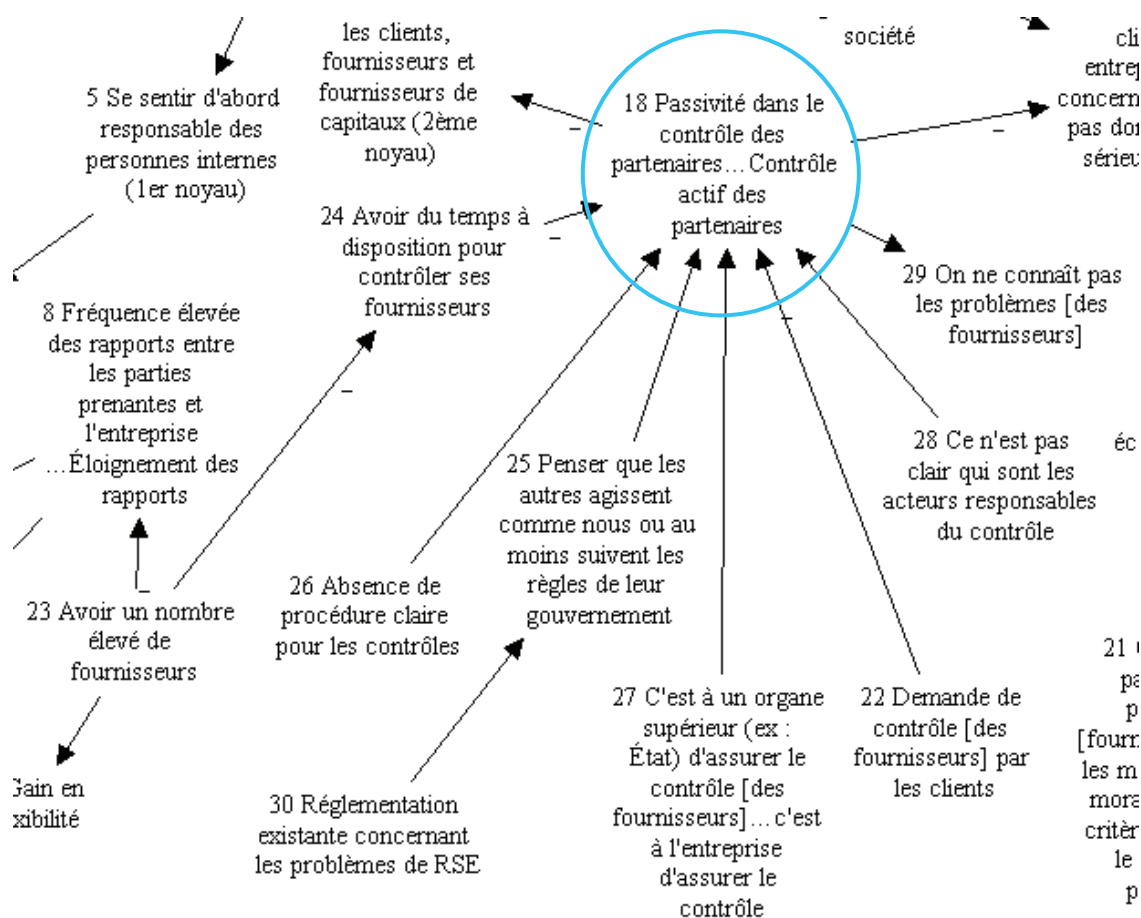 les clients,
fournisseurs et
fournisseurs de
capitaux (2ème
noyau)
société
5 Se sentir d'abord
responsable des
personnes internes
(1er noyau)
18 Passivité dans le
contrôle des
partenaires... Contrôle
actif des
partenaires
pas
24 Avoir du temps à
disposition pour
contrôler ses
fournisseurs
29 On ne connaît pas
les problèmes [des
fournisseurs]
8 Fréquence élevée
des rapports entre
les parties
prenantes et
l'entreprise
...Éloignement des
rapports
25 Penser que les
autres agissent
comme nous ou au
moins suivent les
règles de leur
gouvernement
28 Ce n'est pas
clair qui sont les
acteurs responsables
du contrôle
26 Absence de
procédure claire
pour les contrôles
23 Avoir un nombre
élevé de
fournisseurs
Gain en
30 Réglementation
existante concernant
les problèmes de RSE
27 C'est à un organe
supérieur (ex :
État) d'assurer le
contrôle [des
fournisseurs]...c'est
à l'entreprise
d'assurer le
contrôle
22 Demande de
contrôle [des
fournisseurs] par
les clients
21
les
le